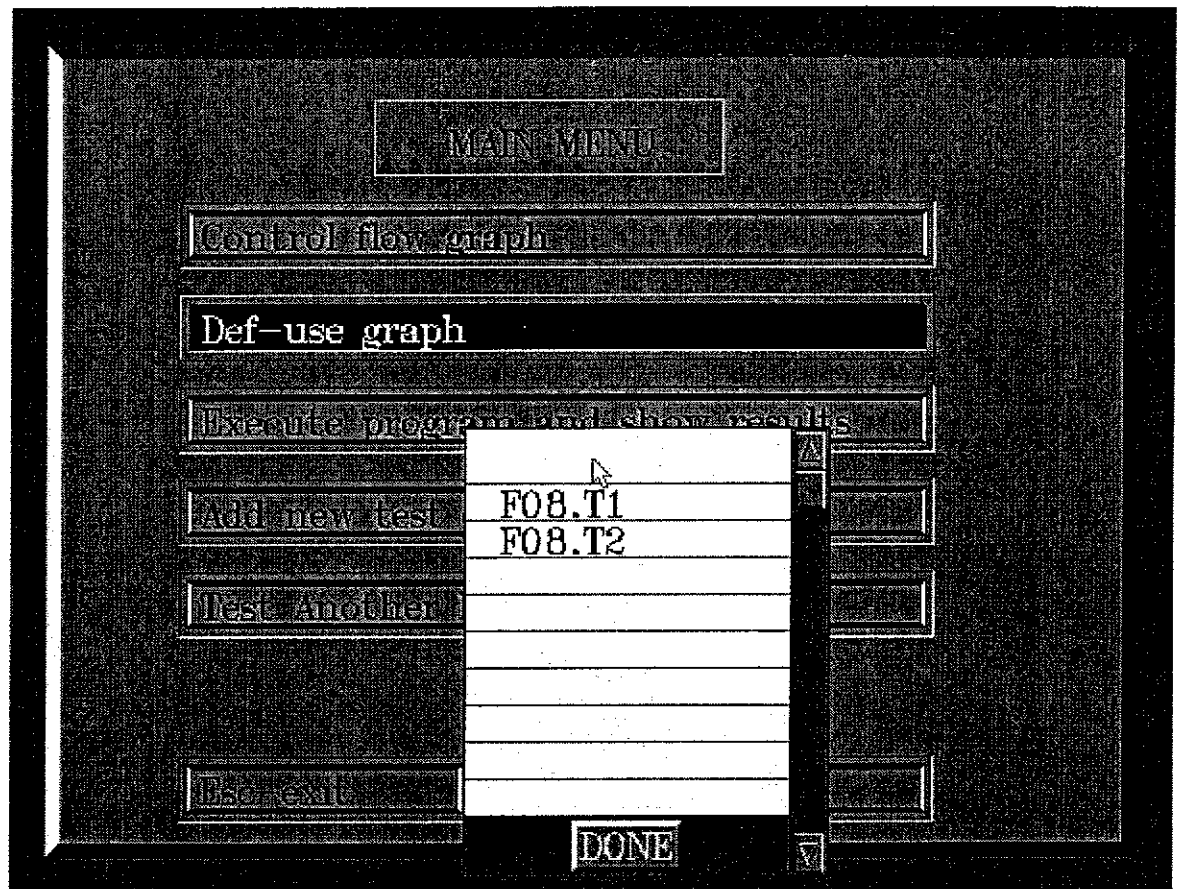 MAIN MENU
Control flow graph
Def-use graph
Execute program and show results
Add new test
F08.T1
F08.T2
Test Another
Esc-exit
DONE